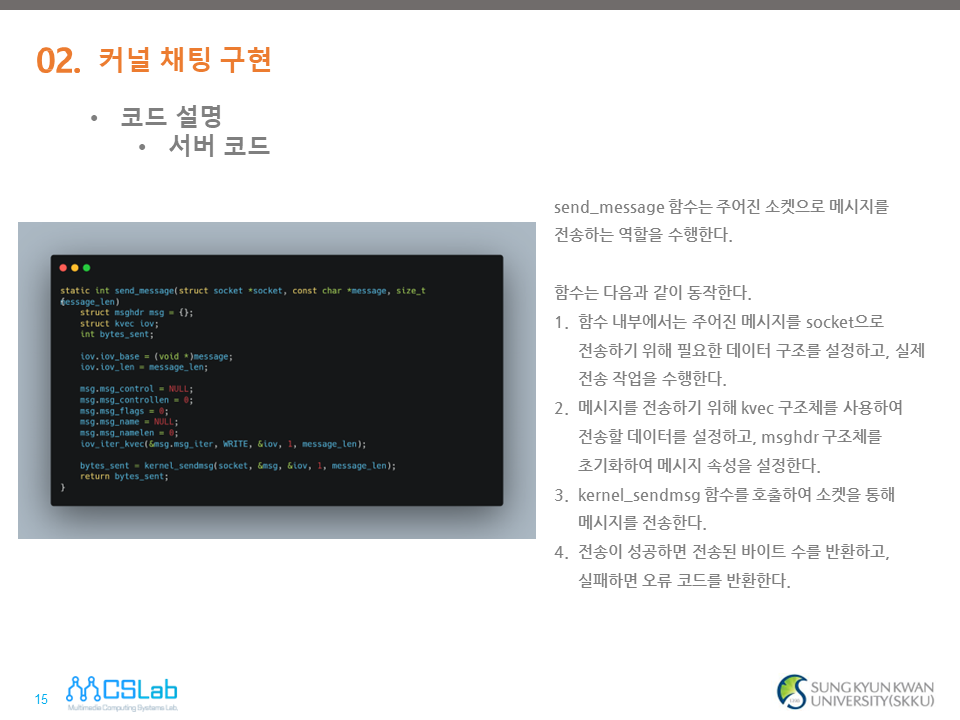 02. 커널 채팅 구현
• 코드 설명
• 서버 코드
send_message 함수는 주어진 소켓으로 메시지를
전송하는 역할을 수행한다.
함수는 다음과 같이 동작한다.
1. 함수 내부에서는 주어진 메시지를 socket으로
전송하기 위해 필요한 데이터 구조를 설정하고, 실제
전송 작업을 수행한다.
2. 메시지를 전송하기 위해 kvec 구조체를 사용하여
전송할 데이터를 설정하고, msghdr 구조체를
초기화하여 메시지 속성을 설정한다.
3. kernel_sendmsg 함수를 호출하여 소켓을 통해
메시지를 전송한다.
4. 전송이 성공하면 전송된 바이트 수를 반환하고,
실패하면 오류 코드를 반환한다.
static int send_message(struct socket *socket, const char *message, size_t
message_len)
{
struct msghdr msg = {};
struct kvec iov;
int bytes_sent;
iov.iov_base = (void *)message;
iov.iov_len = message_len;
msg.msg_control = NULL;
msg.msg_controllen = 0;
msg.msg_flags = 0;
msg.msg_name = NULL;
msg.msg_namelen = 0;
iov_iter_kvec(&msg.msg_iter, WRITE, &iov, 1, message_len);
bytes_sent = kernel_sendmsg(socket, &msg, &iov, 1, message_len);
return bytes_sent;
}
15
MCSLab
Multimedia Computing Systems Lab.
SUNG KYUN KWAN
UNIVERSITY(SKKU)